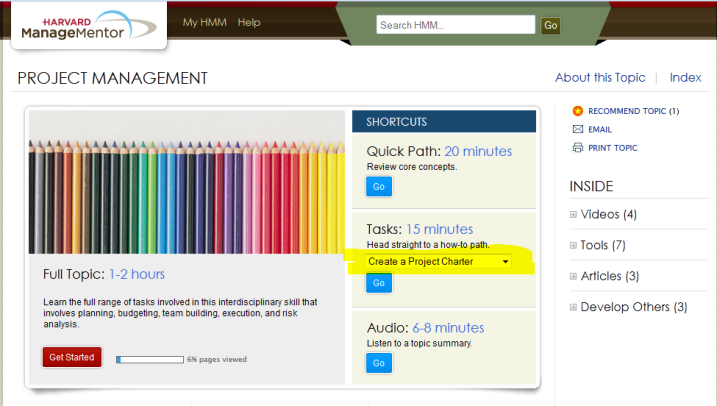 HARVARD
ManageMentor
My HMM Help
Search HMM... Go
PROJECT MANAGEMENT
About this Topic | Index
SHORTCUTS
Quick Path: 20 minutes
Review core concepts.
Go
Tasks: 15 minutes
Head straight to a how-to path.
Create a Project Charter
Go
Audio: 6-8 minutes
Listen to a topic summary.
Go
Full Topic: 1-2 hours
Learn the full range of tasks involved in this interdisciplinary skill that
involves planning, budgeting, team building, execution, and risk
analysis.
Get Started 6% pages viewed
RECOMMEND TOPIC (1)
EMAIL
PRINT TOPIC
INSIDE
Videos (4)
Tools (7)
Articles (3)
Develop Others (3)